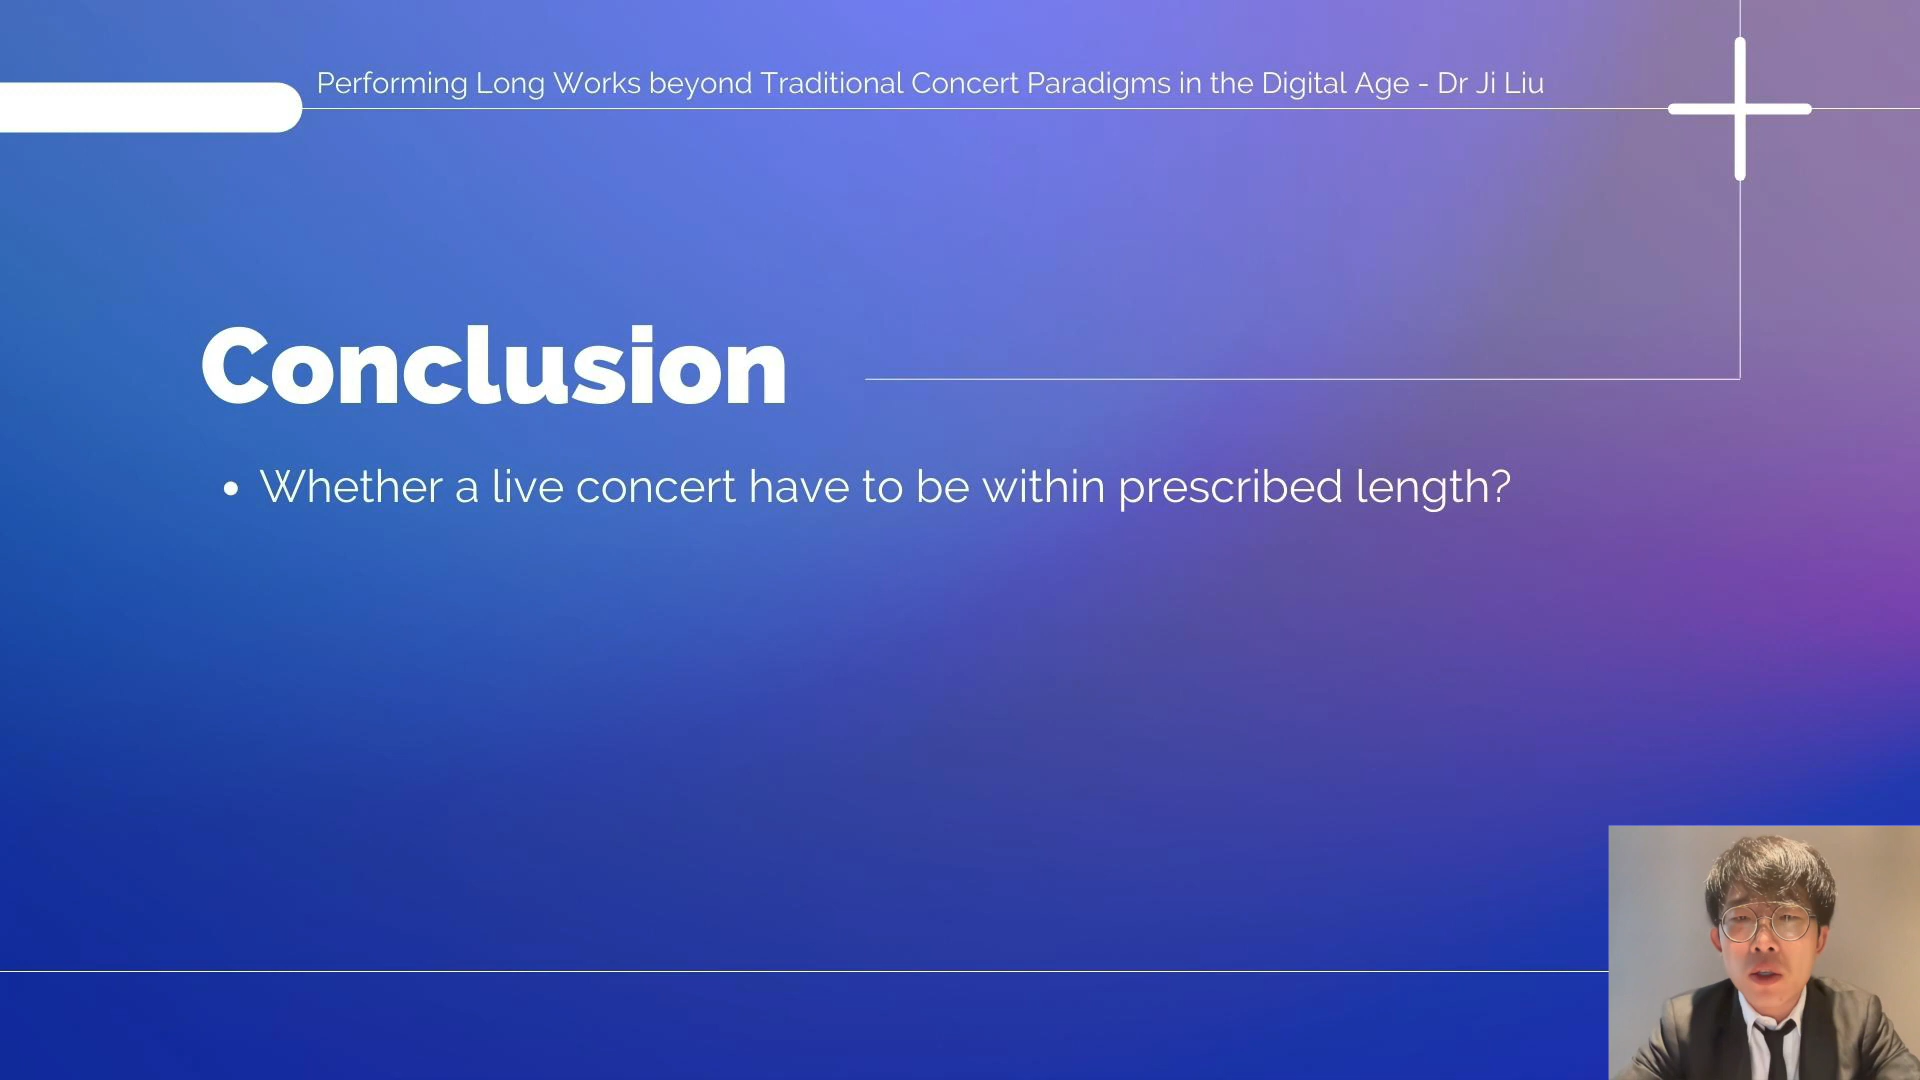 Performing Long Works beyond Traditional Concert Paradigms in the Digital Age - Dr Ji Liu
Conclusion
• Whether a live concert have to be within prescribed length?